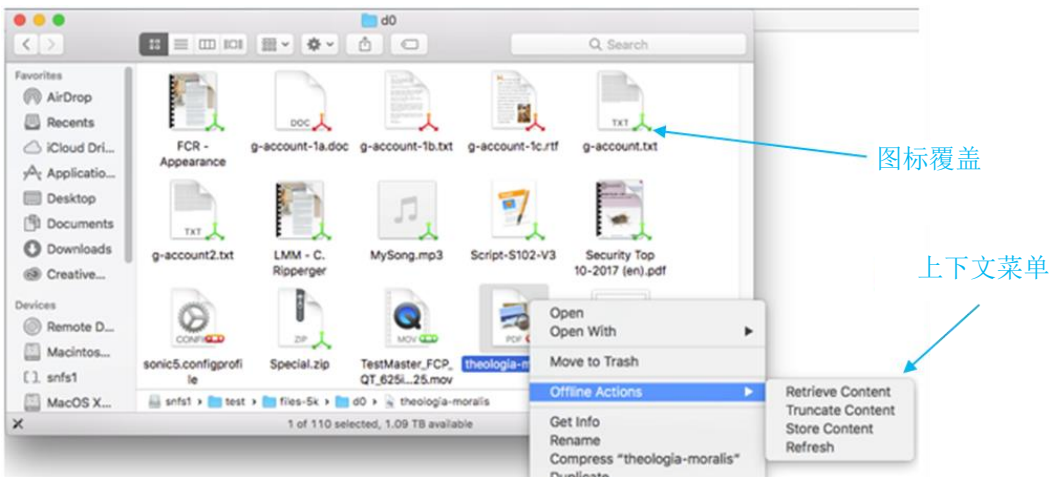 d0
Search
Favorites
AirDrop
Recents
iCloud Dri...
Applicatio...
Desktop
Documents
Downloads
Creative...
Devices
Remote D...
Macintos...
snfs1
MacOS X...
FCR -
Appearance
DOC
g-account-1a.doc
g-account-1b.txt
g-account-1c.rtf
TXT
g-account.txt
TXT
g-account2.txt
LMM - C.
Ripperger
MySong.mp3
Script-S102-V3
Security Top
10-2017 (en).pdf
sonic5.configprofi
le
ZIP
Special.zip
MOV
TestMaster_FCP_
QT_625i...25.mov
PDF
theologia-m
snfs1 › test › files-5k › d0 › theologia-moralis
1 of 110 selected, 1.09 TB available
Open
Open With
Move to Trash
Offline Actions
Get Info
Rename
Compress "theologia-moralis"
Duplicate
Retrieve Content
Truncate Content
Store Content
Refresh
图标覆盖
上下文菜单